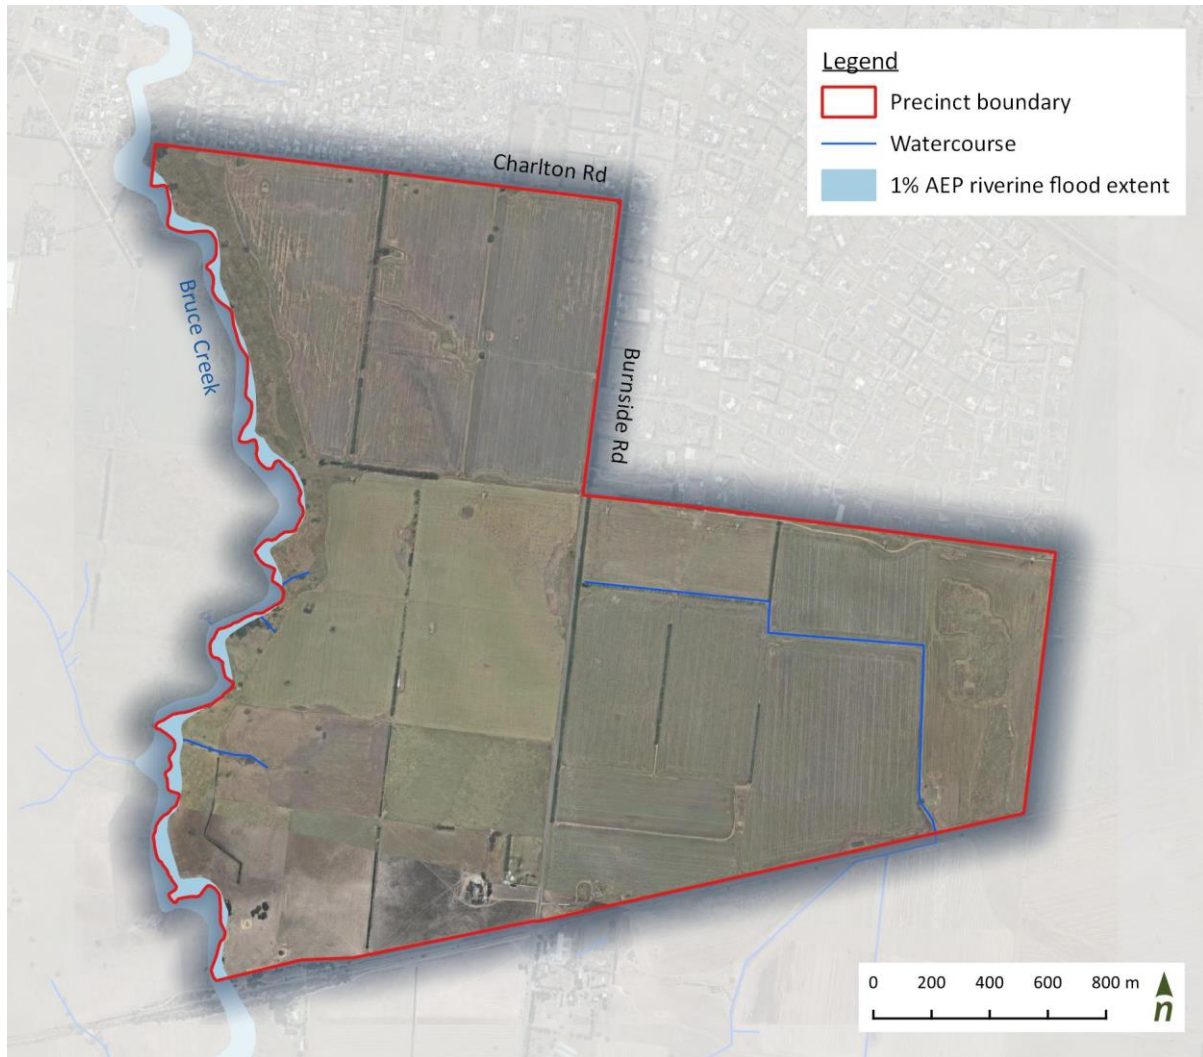 Legend
Precinct boundary
Watercourse
1% AEP riverine flood extent
Charlton Rd
Burnside Rd
Bruce Creek
0 200 400 600 800 m
n